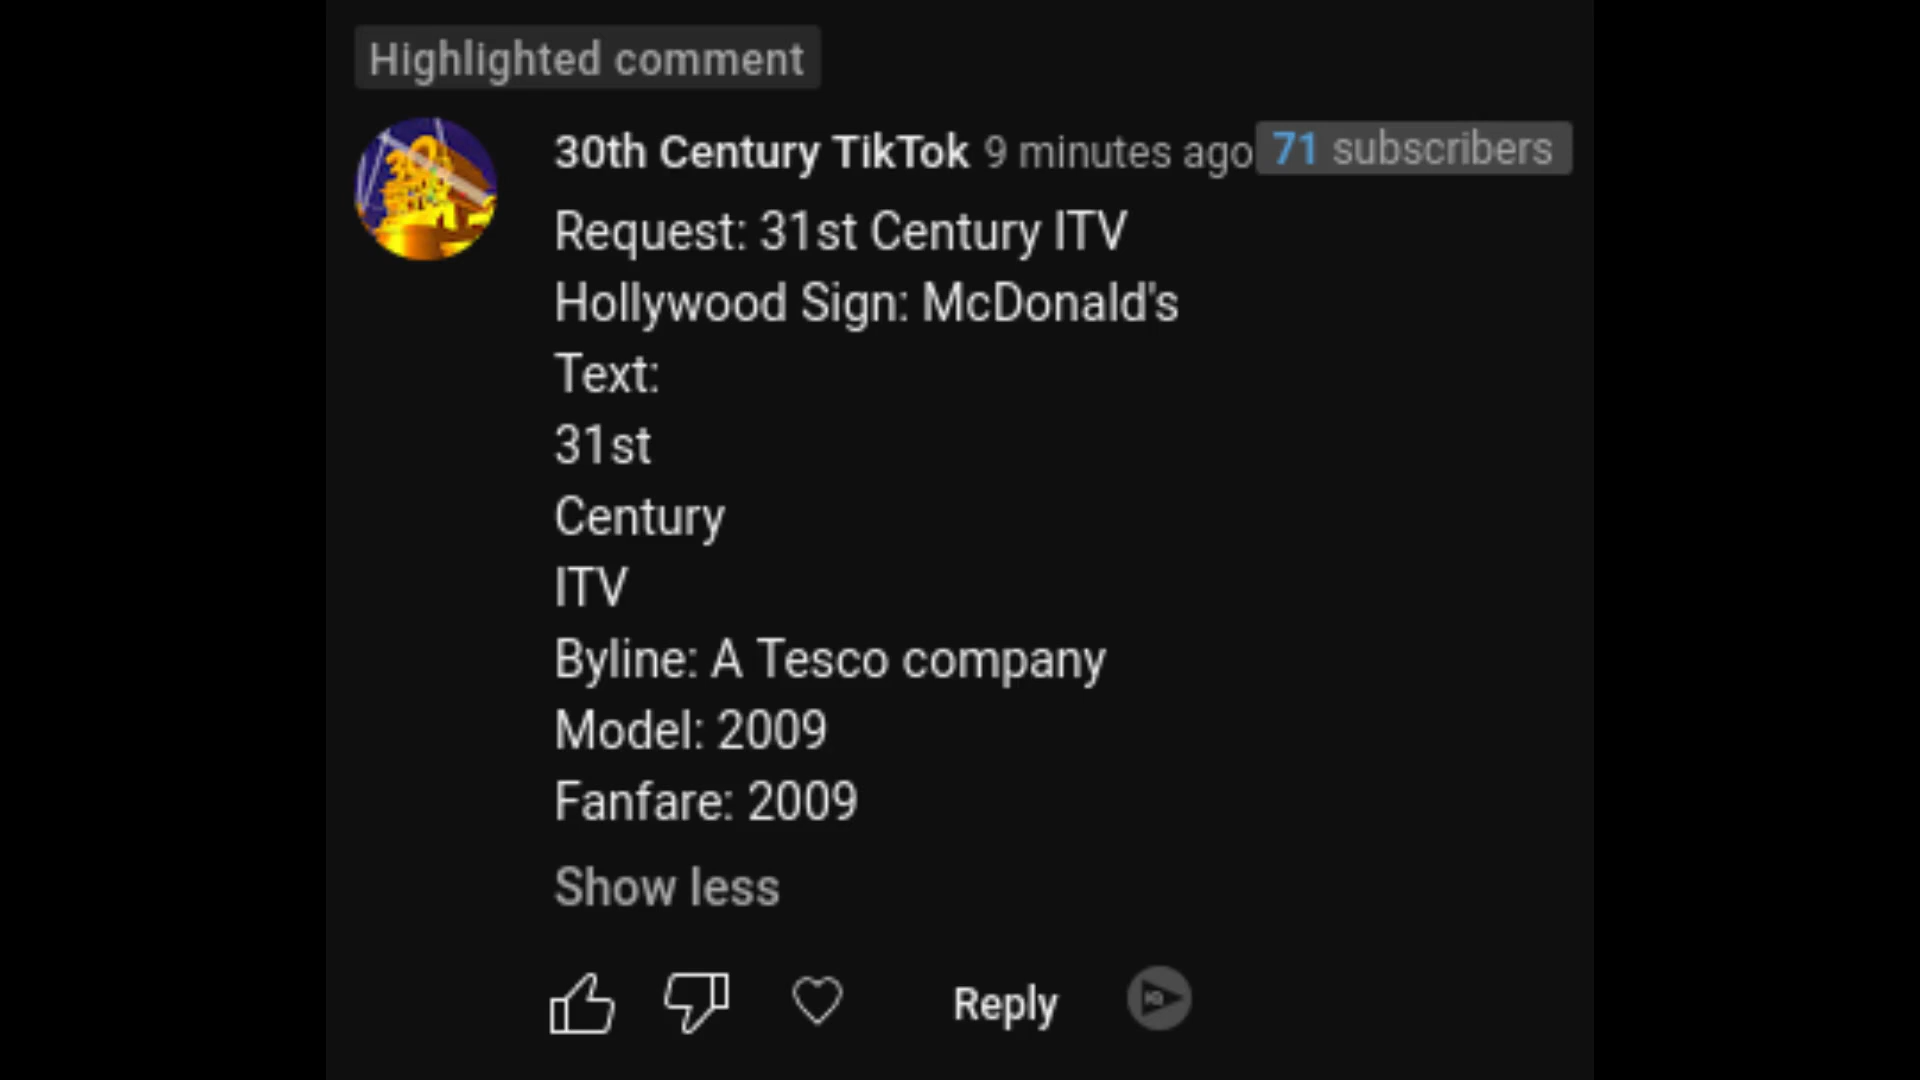 Highlighted comment
30th Century TikTok 9 minutes ago 71 subscribers
Request: 31st Century ITV
Hollywood Sign: McDonald's
Text:
31st
Century
ITV
Byline: A Tesco company
Model: 2009
Fanfare: 2009
Show less
Reply